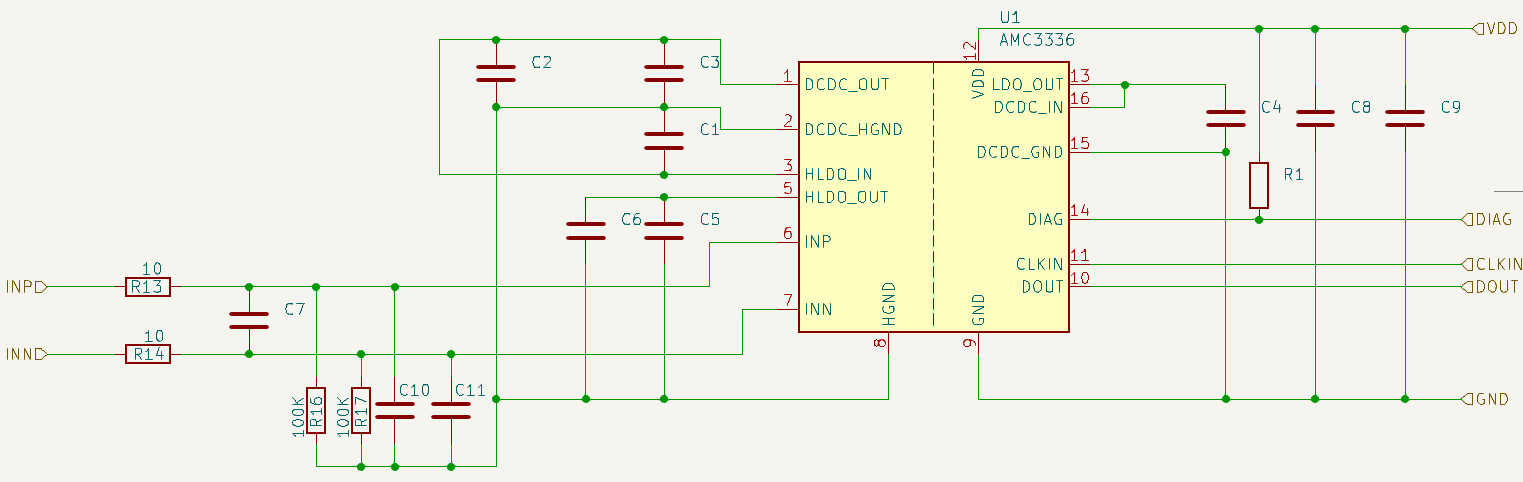 U1
AMC3336
VDD
C2
C3
12
1
DCDC_OUT
VDD
LDO_OUT
13
DCDC_IN
16
C4
C8
C9
C1
2
DCDC_HGND
DCDC_GND
15
3
HLDO_IN
R1
5
HLDO_OUT
C6
C5
DIAG
14
DIAG
6
INP
CLKIN
11
CLKIN
10
INP
R13
DOUT
10
DOUT
C7
7
INN
HGND
GND
10
INN
R14
8
9
C10
C11
100K
R16
100K
R17
GND